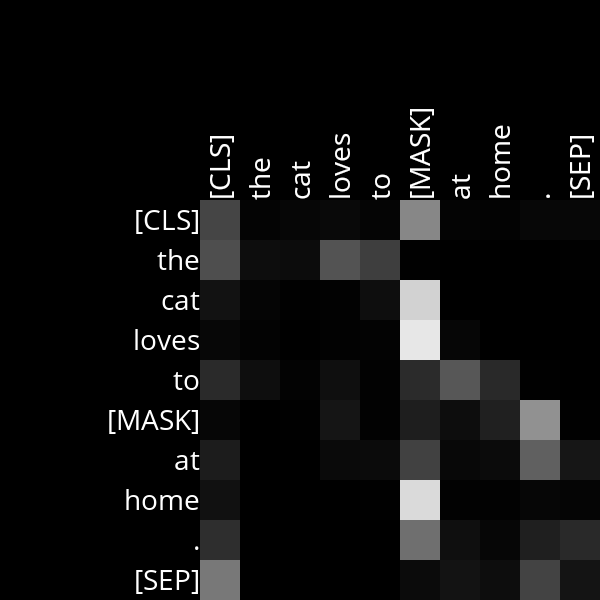 [CLS] the cat loves to [MASK] at home . [SEP]
[CLS]
the
cat
loves
to
[MASK]
at
home
.
[SEP]